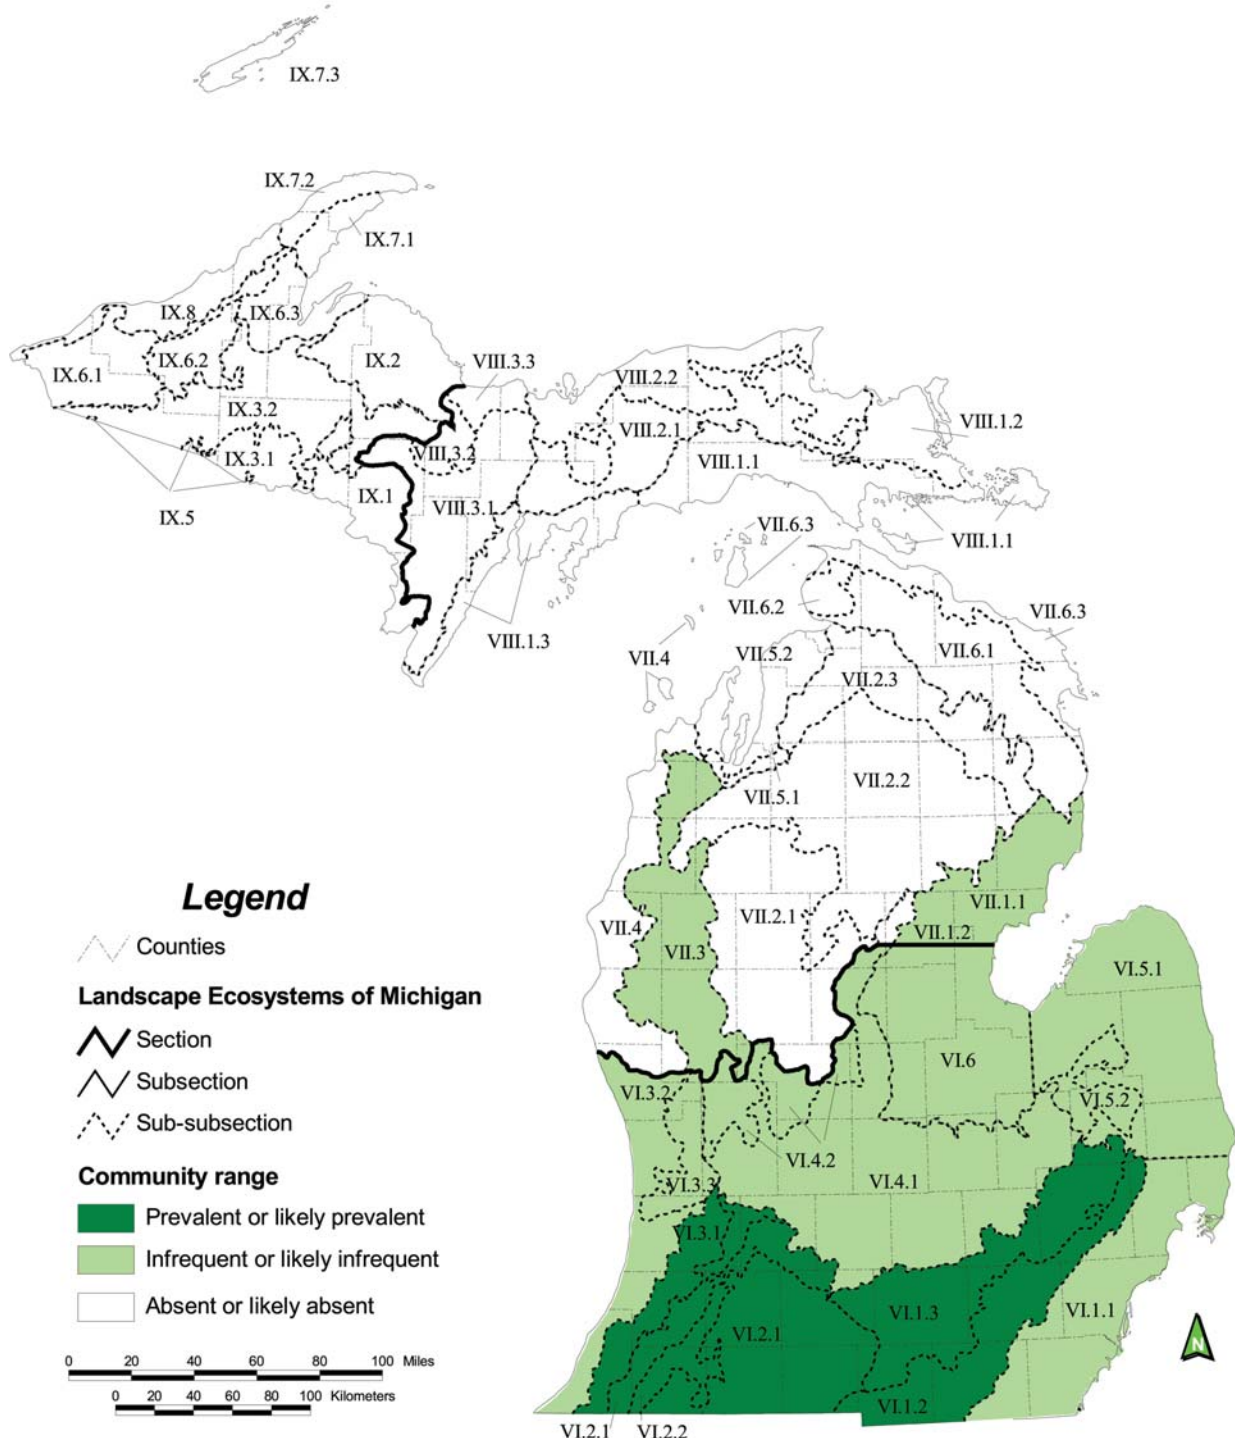 IX.7.3
IX.7.2
IX.7.1
IX.8
IX.6.3
IX.6.1
IX.6.2
IX.2
VIII.3.3
VIII.2.2
IX.3.2
VIII.2.1
VIII.1.2
VIII.3.2
VIII.1.1
IX.3.1
IX.1
VIII.3.1
IX.5
VII.6.3
VIII.1.1
VII.6.2
VII.6.3
VIII.1.3
VII.4
VII.5.2
VII.6.1
VII.2.3
VII.5.1
VII.2.2
VII.4
VII.3
VII.2.1
VII.1.1
VII.1.2
VI.5.1
VI.6
VI.3.2
VI.5.2
VI.4.2
VI.3.3
VI.4.1
VI.3.1
VI.1.3
VI.1.1
VI.2.1
VI.1.2
VI.2.1
VI.2.2
N
Legend
Counties
Landscape Ecosystems of Michigan
Section
Subsection
Sub-subsection
Community range
Prevalent or likely prevalent
Infrequent or likely infrequent
Absent or likely absent
0 20 40 60 80 100 Miles
0 20 40 60 80 100 Kilometers